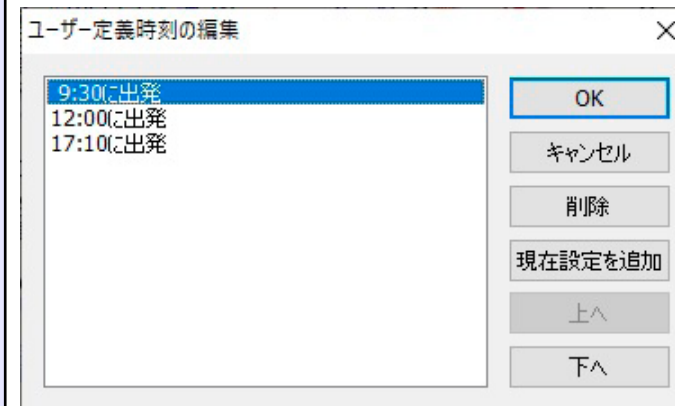 ユーザー定義時刻の編集
9:30に出発
12:00に出発
17:10に出発
OK
キャンセル
削除
現在設定を追加
上へ
下へ